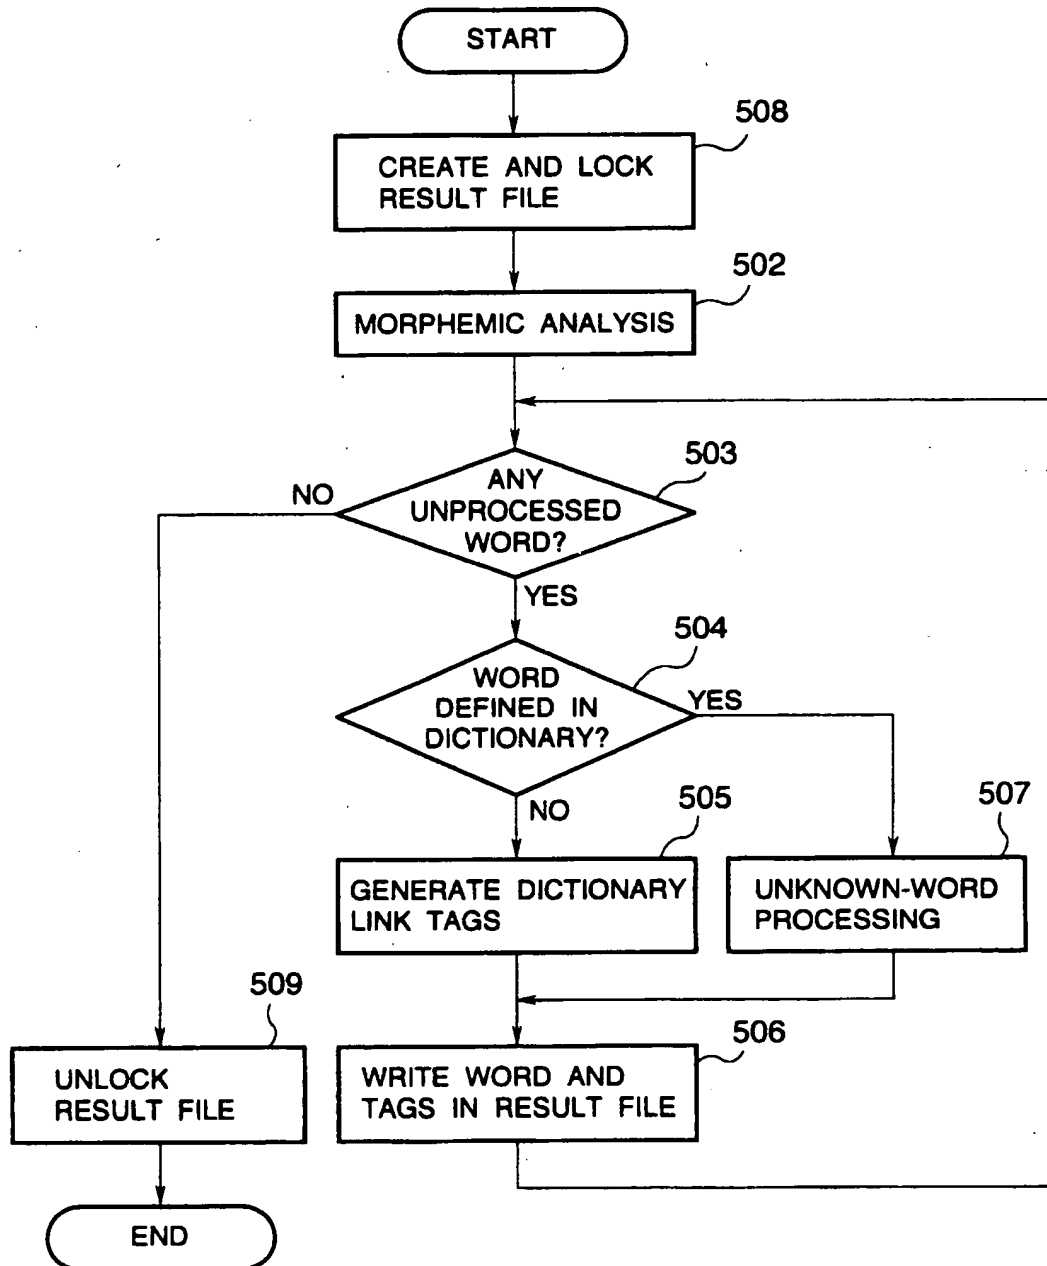 START
508
CREATE AND LOCK
RESULT FILE
502
MORPHEMIC ANALYSIS
503
NO
ANY
UNPROCESSED
WORD?
YES
504
WORD
DEFINED IN
DICTIONARY?
YES
NO
505
507
GENERATE DICTIONARY
LINK TAGS
UNKNOWN-WORD
PROCESSING
509
506
UNLOCK
RESULT FILE
WRITE WORD AND
TAGS IN RESULT FILE
END